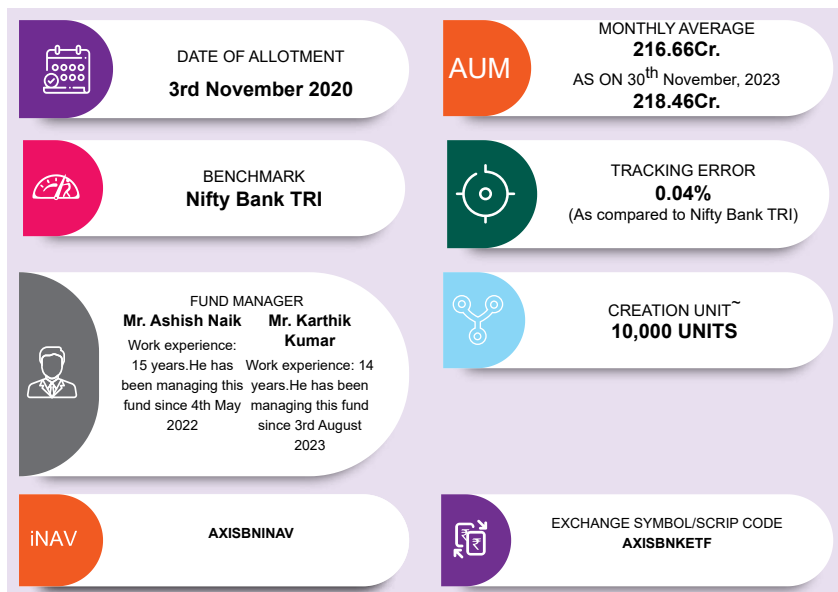 DATE OF ALLOTMENT
3rd November 2020
AUM
MONTHLY AVERAGE
216.66Cr.
AS ON 30th November, 2023
218.46Cr.
BENCHMARK
Nifty Bank TRI
TRACKING ERROR
0.04%
(As compared to Nifty Bank TRI)
FUND MANAGER
Mr. Ashish Naik
Work experience:
15 years.He has
been managing this
fund since 4th May
2022
Mr. Karthik
Kumar
Work experience: 14
years.He has been
managing this fund
since 3rd August
2023
CREATION UNIT~
10,000 UNITS
iNAV
AXISBNINAV
₹
₹
EXCHANGE SYMBOL/SCRIP CODE
AXISBNKETF